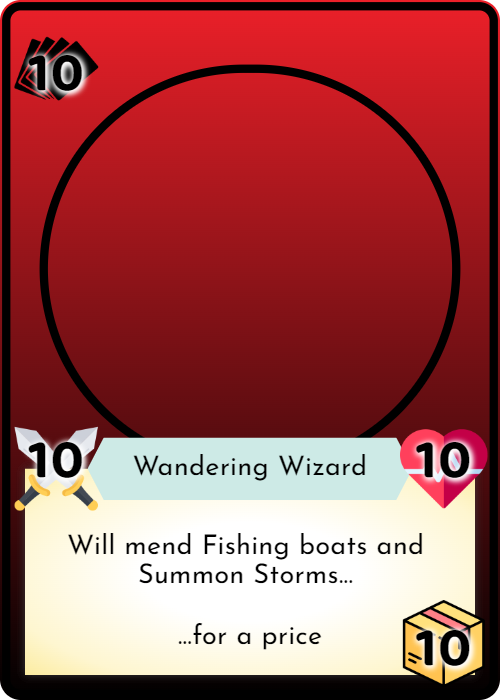 10
10
Wandering Wizard
10
Will mend Fishing boats and
Summon Storms...
...for a price
10